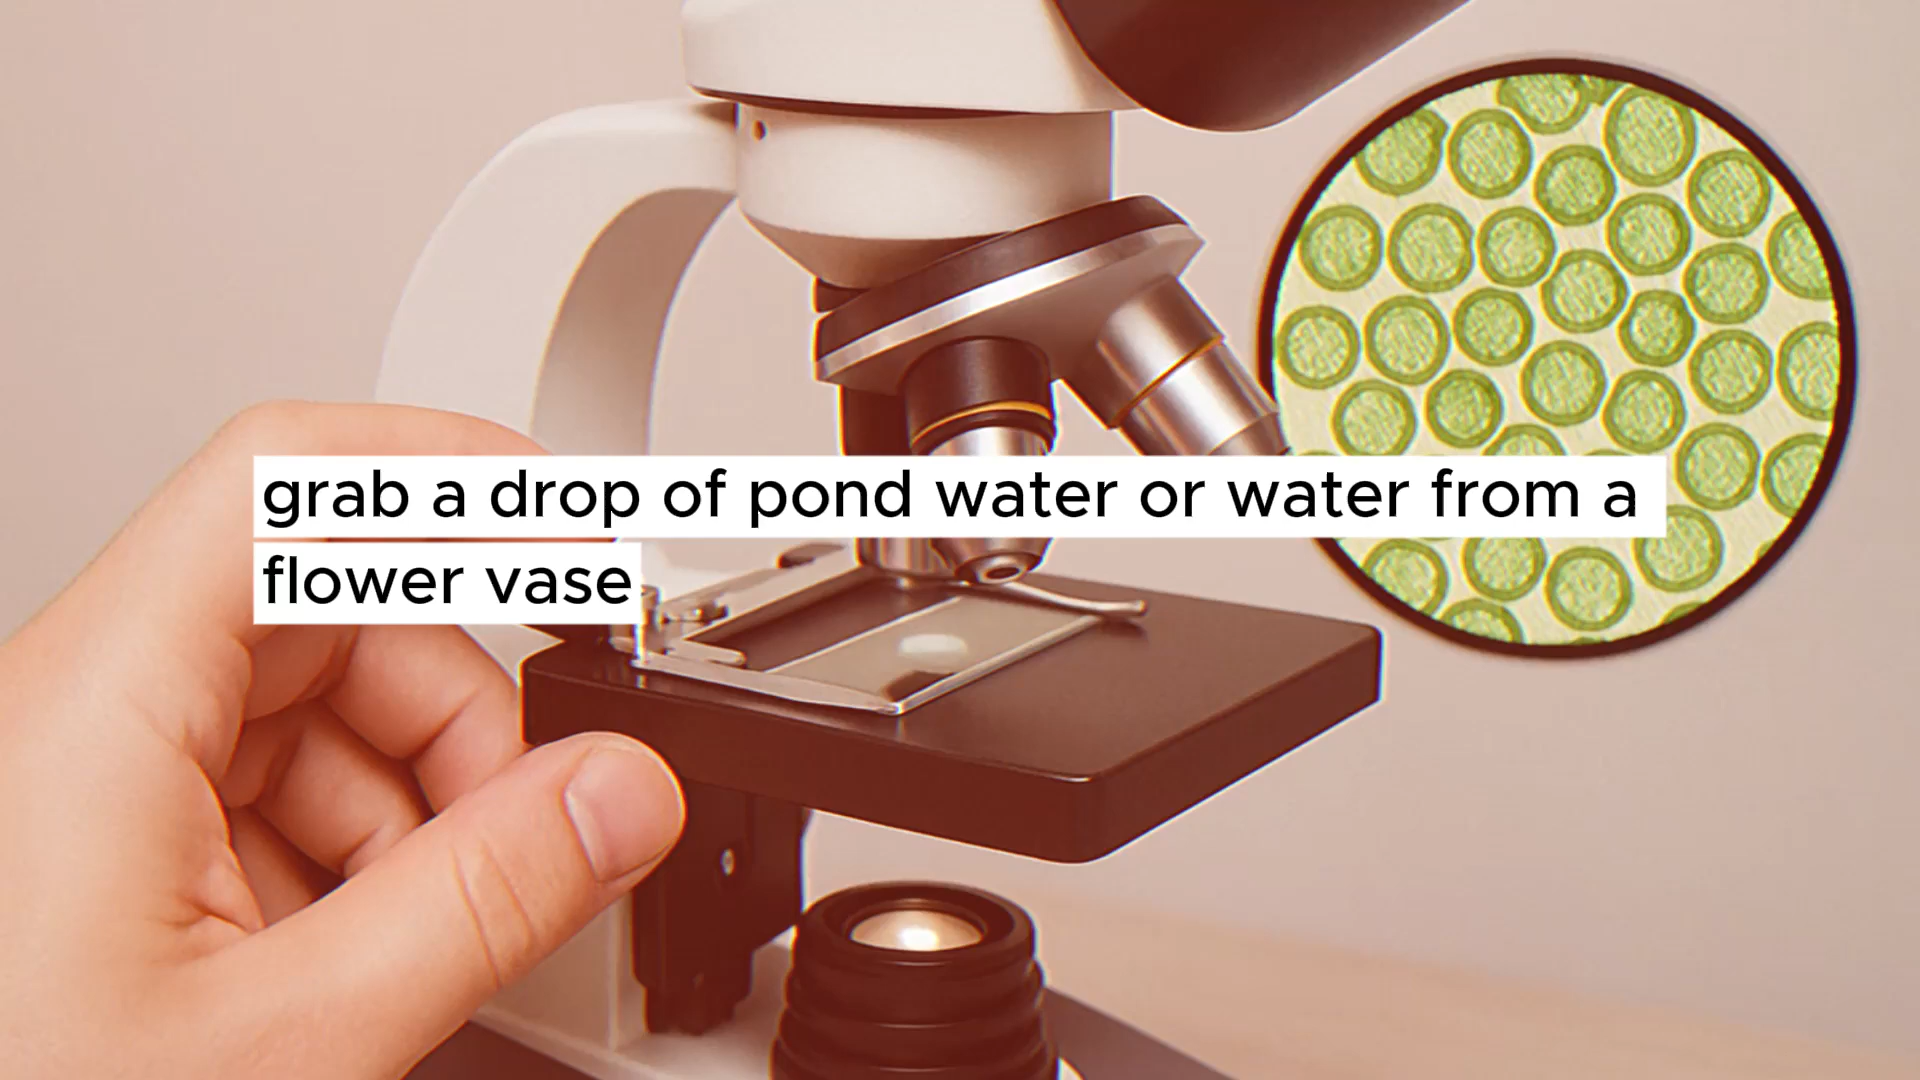 grab a drop of pond water or water from a
flower vase